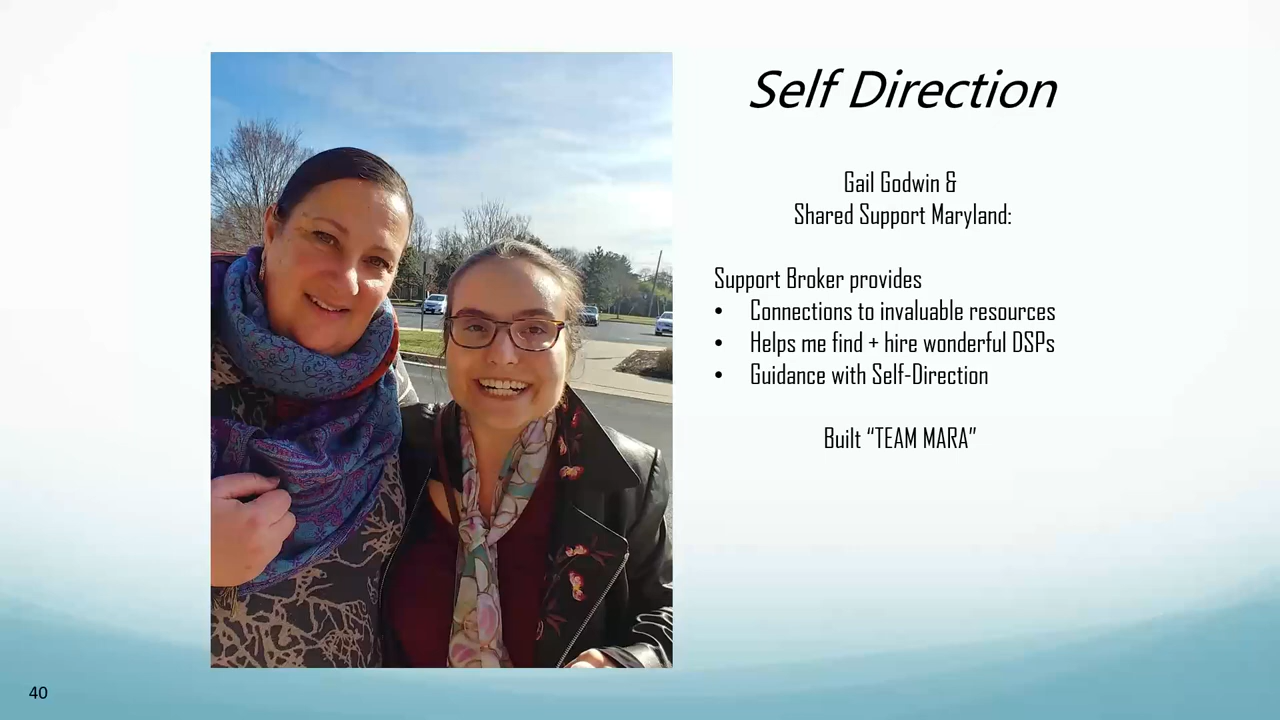 Self Direction
Gail Godwin &
Shared Support Maryland:
Support Broker provides
• Connections to invaluable resources
• Helps me find + hire wonderful DSPs
• Guidance with Self-Direction
Built “TEAM MARA”
40